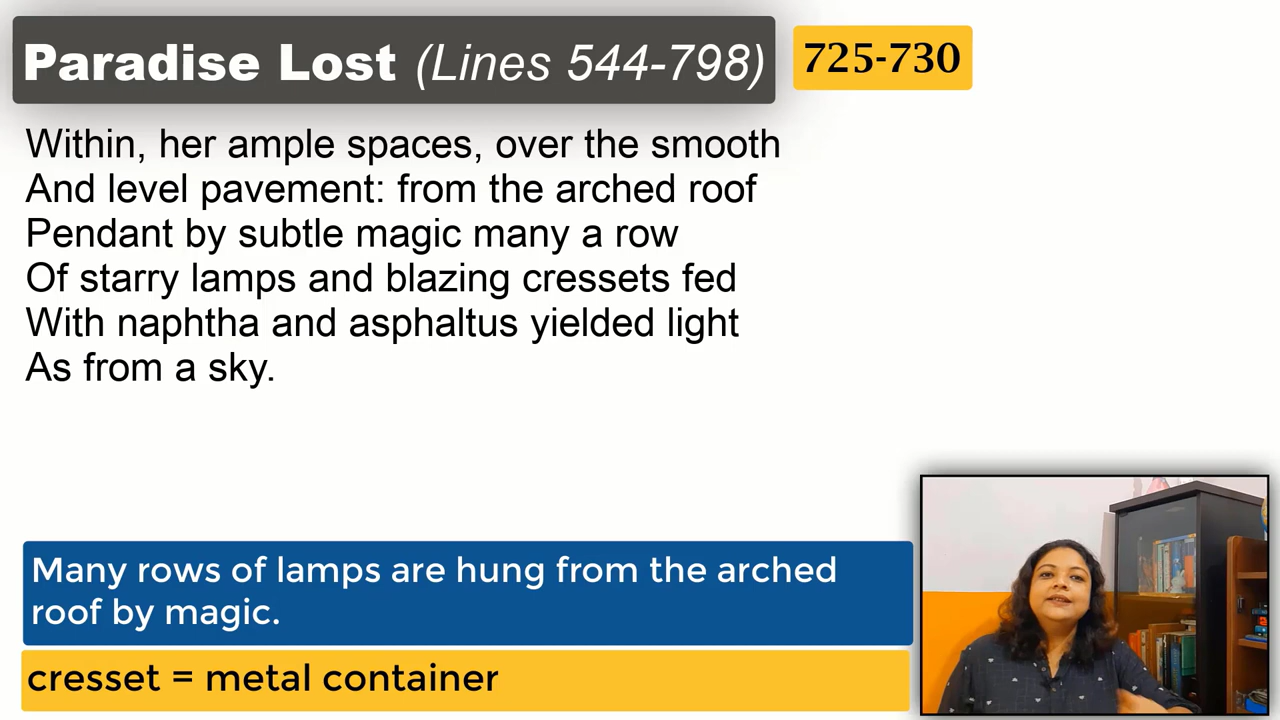 Paradise Lost (Lines 544-798) 725-730
Within, her ample spaces, over the smooth
And level pavement: from the arched roof
Pendant by subtle magic many a row
Of starry lamps and blazing cressets fed
With naphtha and asphaltus yielded light
As from a sky.
Many rows of lamps are hung from the arched
roof by magic.
cresset = metal container